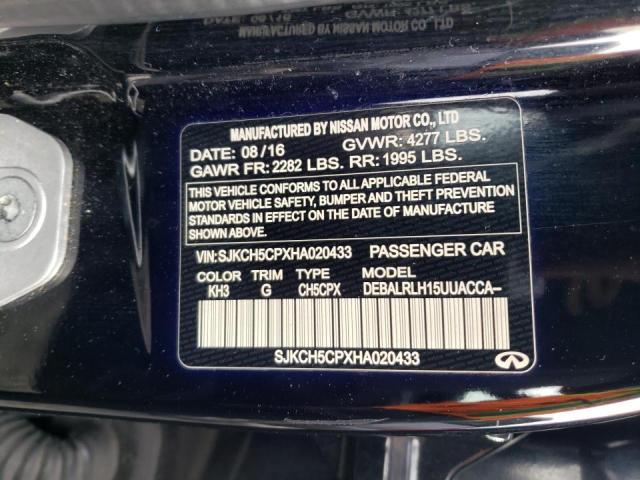 MANUFACTURED BY NISSAN MOTOR CO., LTD
DATE: 08/16 GVWR: 4277 LBS.
GAWR FR: 2282 LBS. RR: 1995 LBS.
THIS VEHICLE CONFORMS TO ALL APPLICABLE FEDERAL
MOTOR VEHICLE SAFETY, BUMPER AND THEFT PREVENTION
STANDARDS IN EFFECT ON THE DATE OF MANUFACTURE
SHOWN ABOVE.
VIN:SJKCH5CPXHA020433 PASSENGER CAR
COLOR TRIM TYPE MODEL
KH3 G CH5CPX DEBALRLH15UUACCA–
SJKCH5CPXHA020433